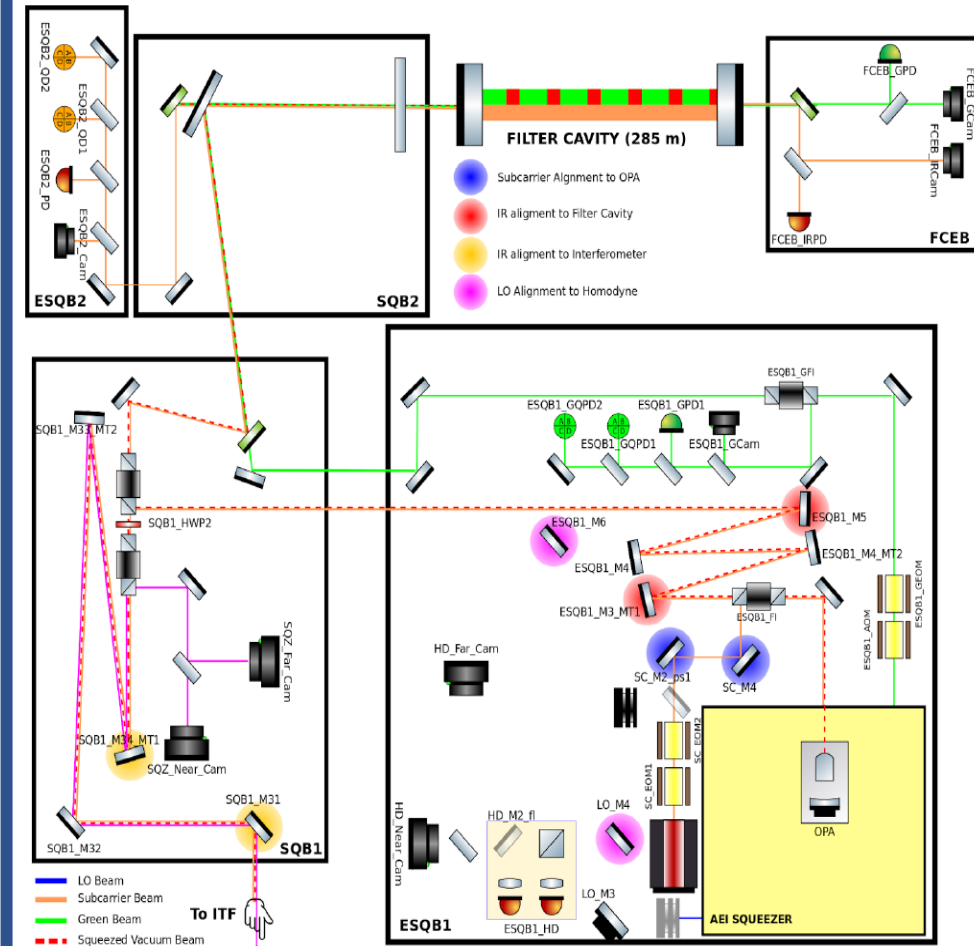 ESQB2_QD2
ESQB2_QD1
ESQB2_PD
ESQB2_Cam
ESQB2
SQB2
FILTER CAVITY (285 m)
Subcarrier Alignment to OPA
IR aligment to Filter Cavity
IR aligment to Interferometer
LO Alignment to Homodyne
FCEB_GPD
FCEB_GCam
FCEB_IRCam
FCEB_IRPD
FCEB
SQB1_M33_MT2
SQB1_HWP2
SQZ_Far_Cam
SQB1_M34_MT1
SQZ_Near_Cam
SQB1_M31
SQB1_M32
SQB1
ESQB1_GFI
ESQB1_GQPD2
A B
C D
ESQB1_GPD1
ESQB1_GQPD1
A B
C D
ESQB1_GCam
ESQB1_M6
ESQB1_M5
ESQB1_M4
ESQB1_M4_MT2
ESQB1_M3_MT1
ESQB1_FI
ESQB1_GEOM
ESQB1_AOM
HD_Far_Cam
SC_M2_ps1
SC_M4
SC_EOM2
SC_EOM1
OPA
LO_M4
HD_M2_fl
HD_Near_Cam
LO_M3
ESQB1_HD
ESQB1
AEI SQUEEZER
LO Beam
Subcarrier Beam
Green Beam
Squeezed Vacuum Beam
To ITF